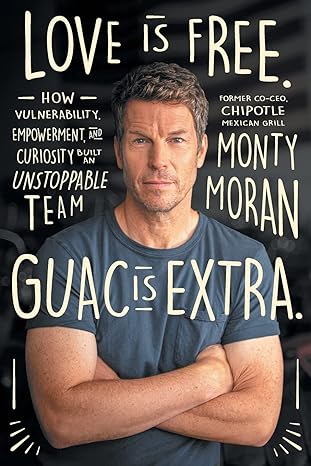 LOVE IS FREE.
— HOW —
VULNERABILITY,
EMPOWERMENT, AND
CURIOSITY BUILT
AN
UNSTOPPABLE
TEAM
FORMER CO-CEO,
CHIPOTLE
MEXICAN GRILL
MONTY
MORAN
GUAC IS EXTRA.